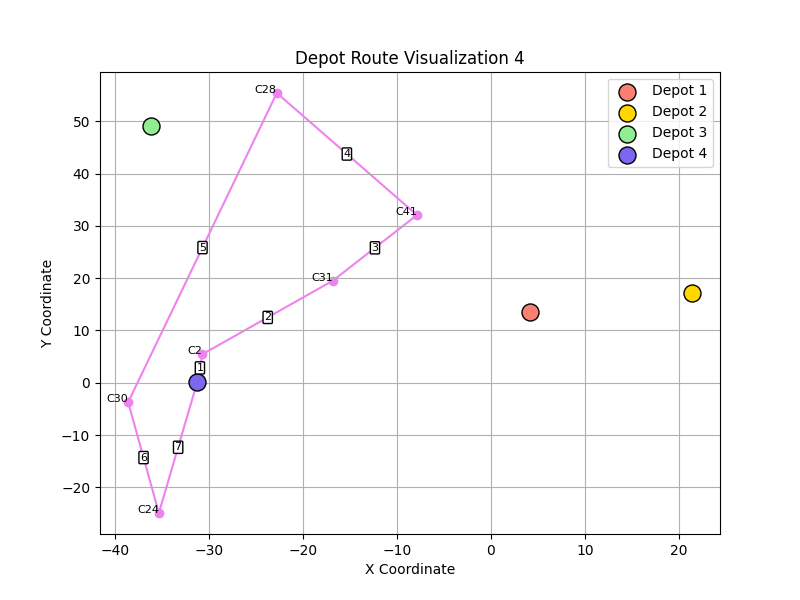 Depot Route Visualization 4
Depot 1
Depot 2
Depot 3
Depot 4
C28
4
C41
5
3
C31
2
C2
1
C30
7
6
C24
50
40
30
20
10
0
−10
−20
Y Coordinate
−40
−30
−20
−10
0
10
20
X Coordinate